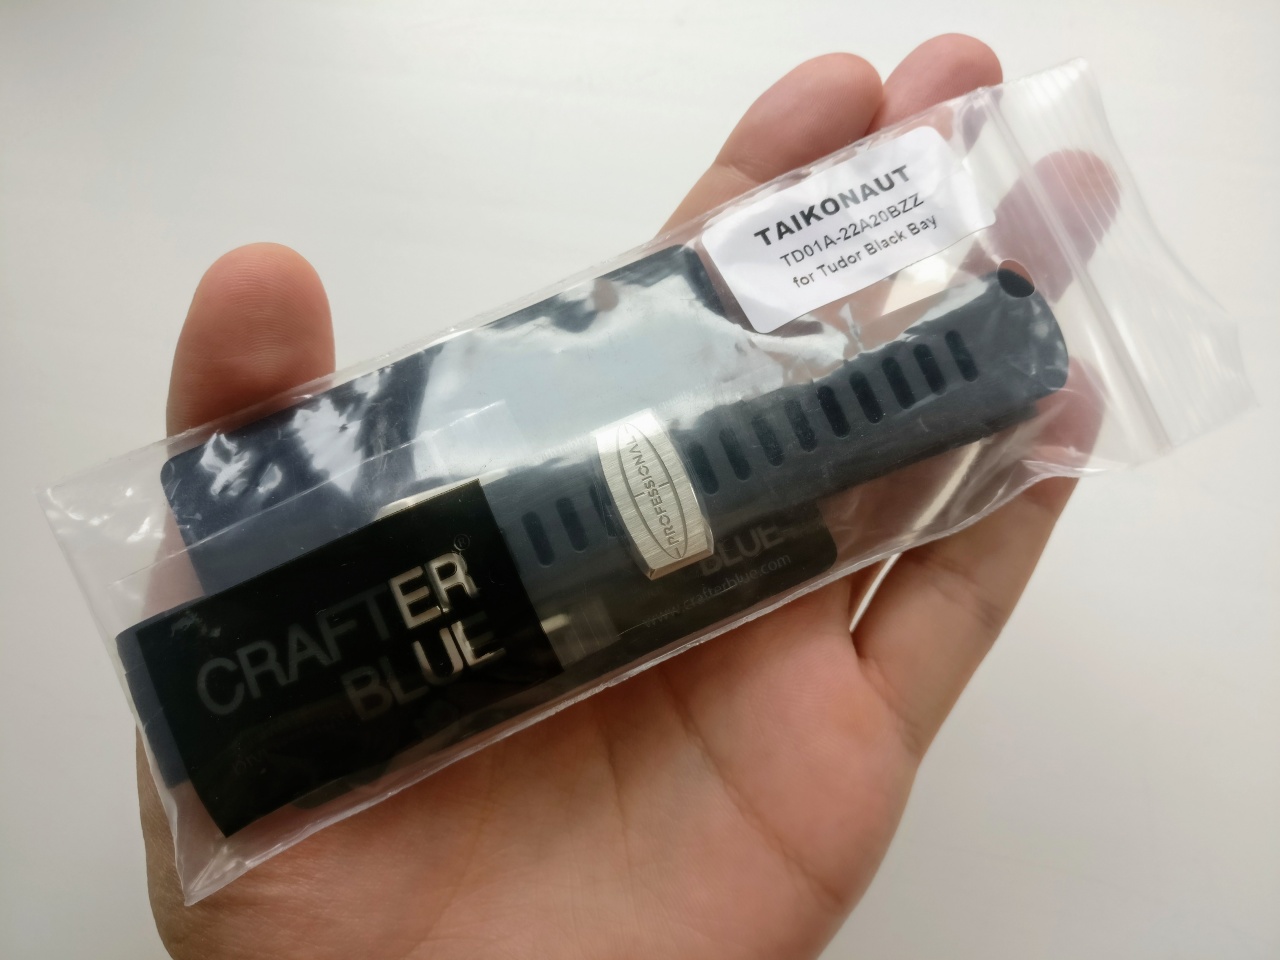 TAIKONAUT
TD01A-22A20BZZ
for Tudor Black Bay
PROFESSIONAL
CRAFTER
BLUE
®
BLUE
www.crafterblue.com